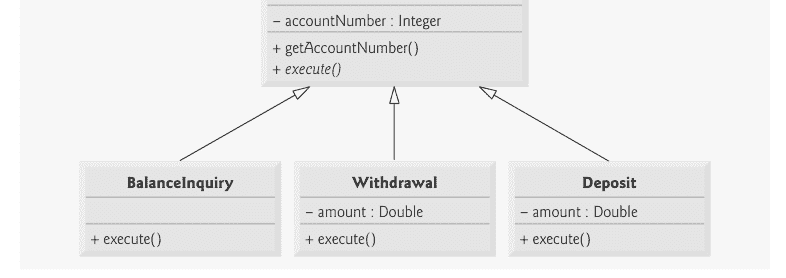 – accountNumber : Integer
+ getAccountNumber()
+ execute()
BalanceInquiry
Withdrawal
Deposit
– amount : Double
– amount : Double
+ execute()
+ execute()
+ execute()